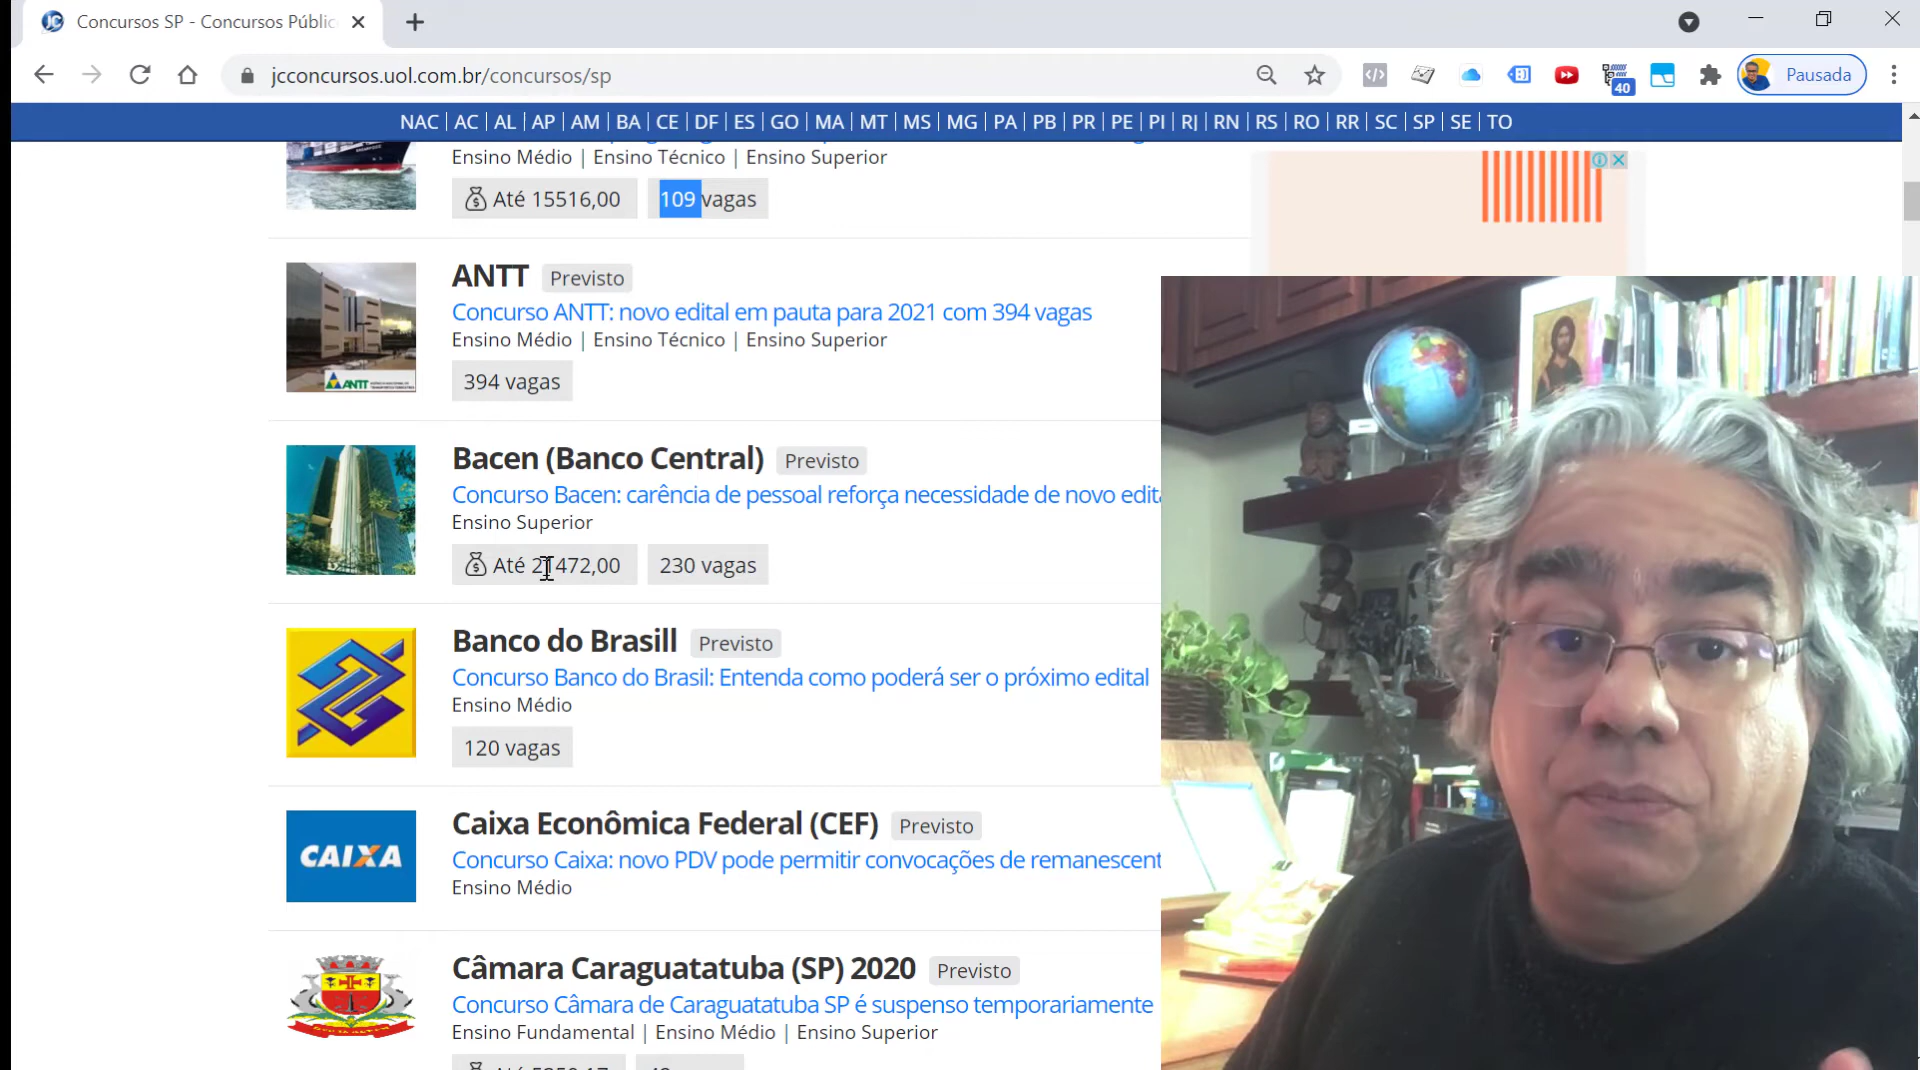 Concursos SP - Concursos Públic
jcconcursos.uol.com.br/concursos/sp
40
Pausada
NAC | AC | AL | AP | AM | BA | CE | DF | ES | GO | MA | MT | MS | MG | PA | PB | PR | PE | PI | RJ | RN | RS | RO | RR | SC | SP | SE | TO
Ensino Médio | Ensino Técnico | Ensino Superior
Até 15516,00 109 vagas
ANTT Previsto
Concurso ANTT: novo edital em pauta para 2021 com 394 vagas
Ensino Médio | Ensino Técnico | Ensino Superior
394 vagas
ANTT
Bacen (Banco Central) Previsto
Concurso Bacen: carência de pessoal reforça necessidade de novo edita
Ensino Superior
Até 472,00 230 vagas
Banco do Brasill Previsto
Concurso Banco do Brasil: Entenda como poderá ser o próximo edital
Ensino Médio
120 vagas
CAIXA
Caixa Econômica Federal (CEF) Previsto
Concurso Caixa: novo PDV pode permitir convocações de remanescent
Ensino Médio
Câmara Caraguatatuba (SP) 2020 Previsto
Concurso Câmara de Caraguatatuba SP é suspenso temporariamente
Ensino Fundamental | Ensino Médio | Ensino Superior